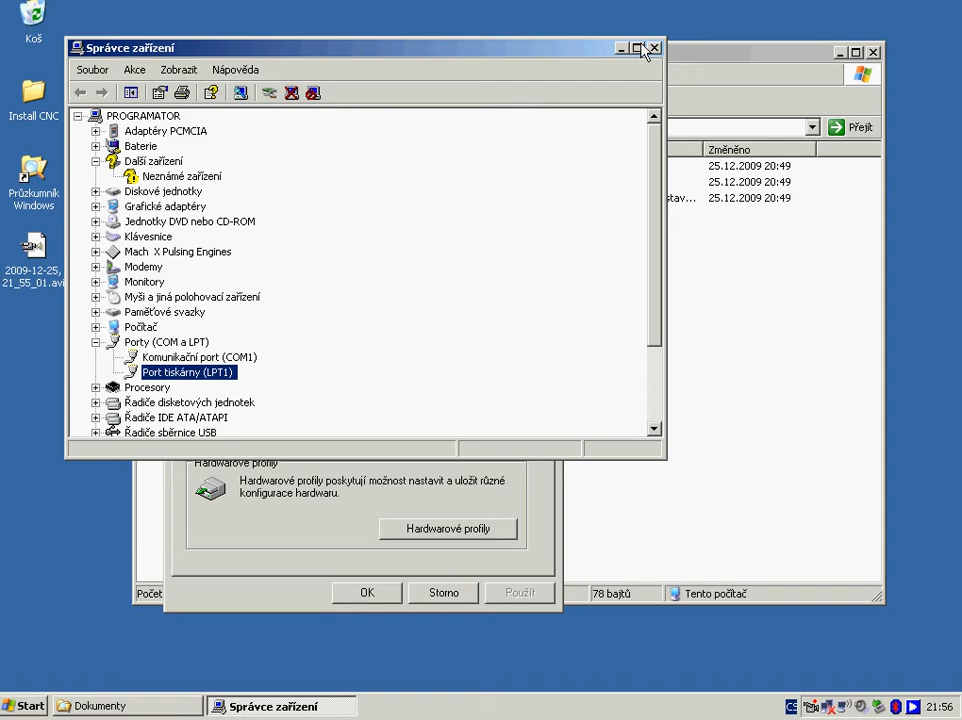 Koš
Install CNC
Průzkumník
Windows
2009-12-25,
21_55_01.avi
Správce zařízení
Soubor Akce Zobrazit Nápověda
PROGRAMATOR
Adaptéry PCMCIA
Baterie
Další zařízení
Neznámé zařízení
Diskové jednotky
Grafické adaptéry
Jednotky DVD nebo CD-ROM
Klávesnice
Mach X Pulsing Engines
Modemy
Monitory
Myši a jiná polohovací zařízení
Paměťové svazky
Počítač
Porty (COM a LPT)
Komunikační port (COM1)
Port tiskárny (LPT1)
Procesory
Řadiče disketových jednotek
Řadiče IDE ATA/ATAPI
Řadiče sběrnice USB
Přejít
Změněno
25.12.2009 20:49
25.12.2009 20:49
stav... 25.12.2009 20:49
Hardwarové profily
Hardwarové profily poskytují možnost nastavit a uložit různé
konfigurace hardwaru.
Hardwarové profily
OK Storno Použít
Počet
78 bajtů
Tento počítač
Start Dokumenty Správce zařízení CS 21:56